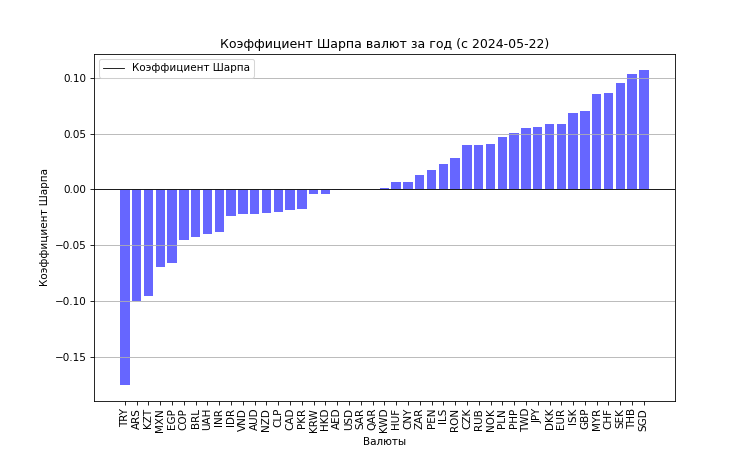 Коэффициент Шарпа валют за год (с 2024-05-22)
Коэффициент Шарпа
0.10
0.05
0.00
−0.05
−0.10
−0.15
Коэффициент Шарпа
TRY ARS KZT MXN EGP COP BRL UAH INR IDR VND AUD NZD CLP CAD PKR KRW HKD AED USD SAR QAR KWD HUF CNY ZAR PEN ILS RON CZK RUB NOK PLN PHP TWD JPY DKK EUR ISK GBP MYR CHF SEK THB SGD
Валюты